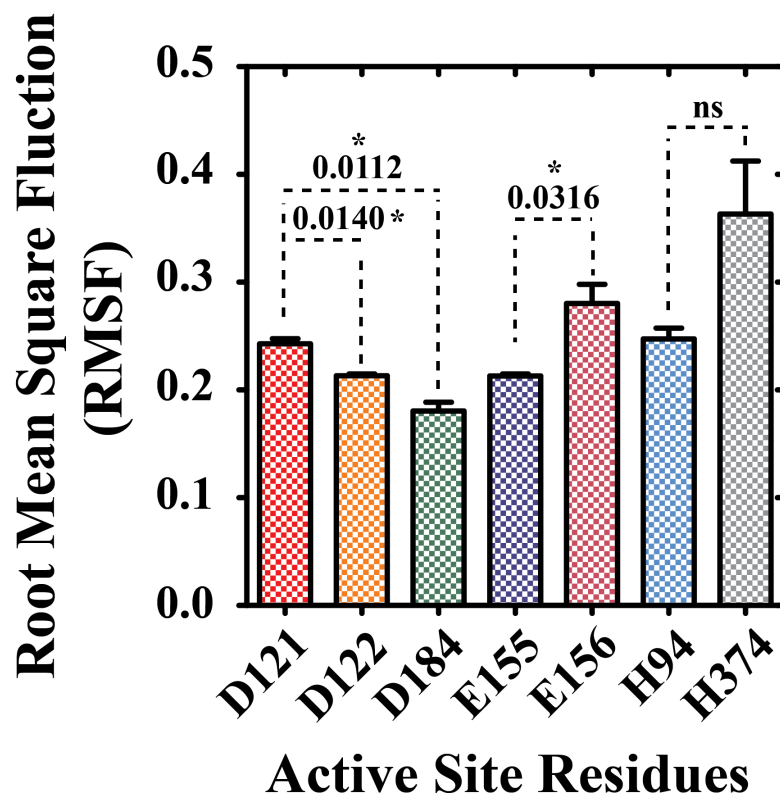 Root Mean Square Fluction
(RMSF)
0.5
0.4
0.3
0.2
0.1
0.0
ns
*
0.0112
0.0140 *
*
0.0316
D121
D122
D184
E155
E156
H94
H374
Active Site Residues